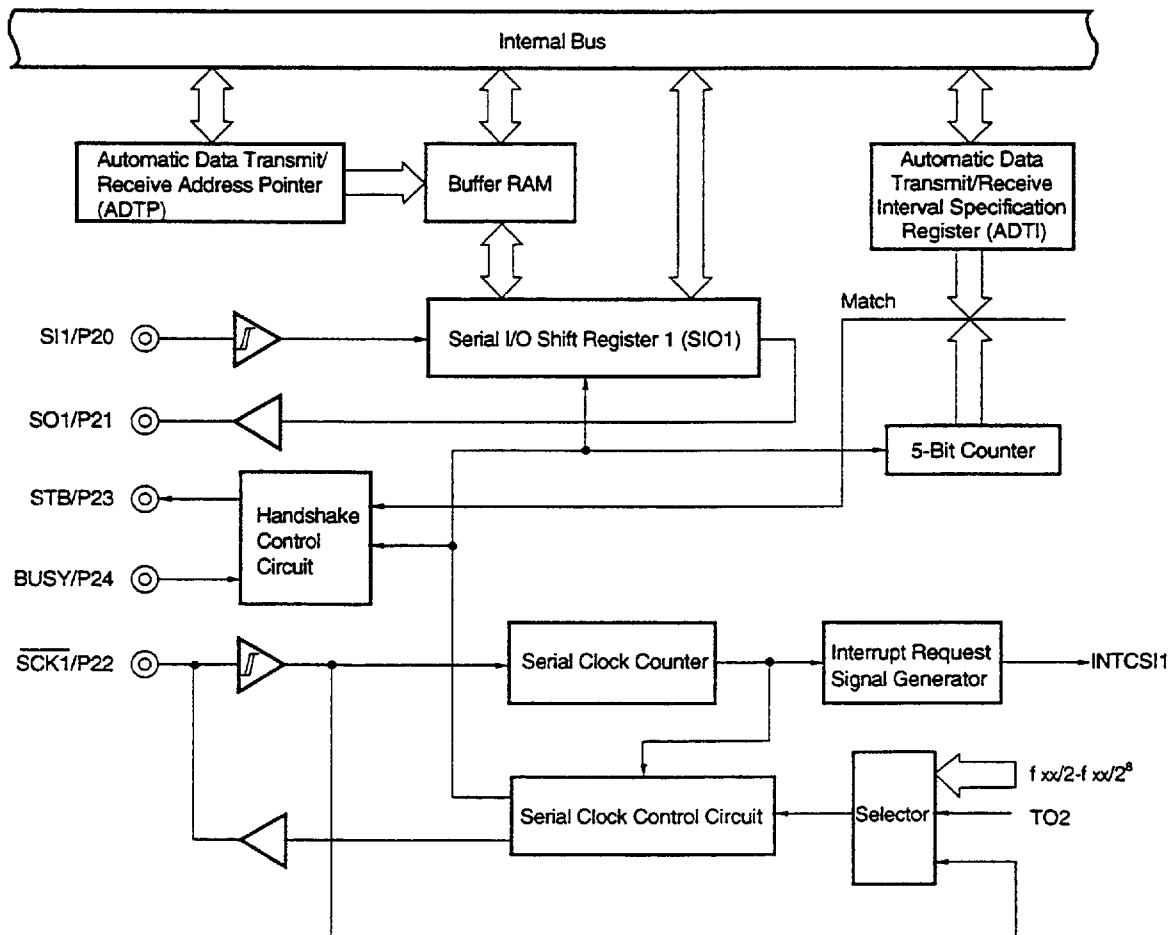 Internal Bus
Automatic Data Transmit/
Receive Address Pointer
(ADTP)
Buffer RAM
Automatic Data
Transmit/Receive
Interval Specification
Register (ADTI)
Match
SI1/P20
Serial I/O Shift Register 1 (SIO1)
SO1/P21
5-Bit Counter
STB/P23
Handshake
Control
Circuit
BUSY/P24
SCK1/P22
Serial Clock Counter
Interrupt Request
Signal Generator
INTCSI1
f xx/2-f xx/2⁸
Selector
TO2
Serial Clock Control Circuit